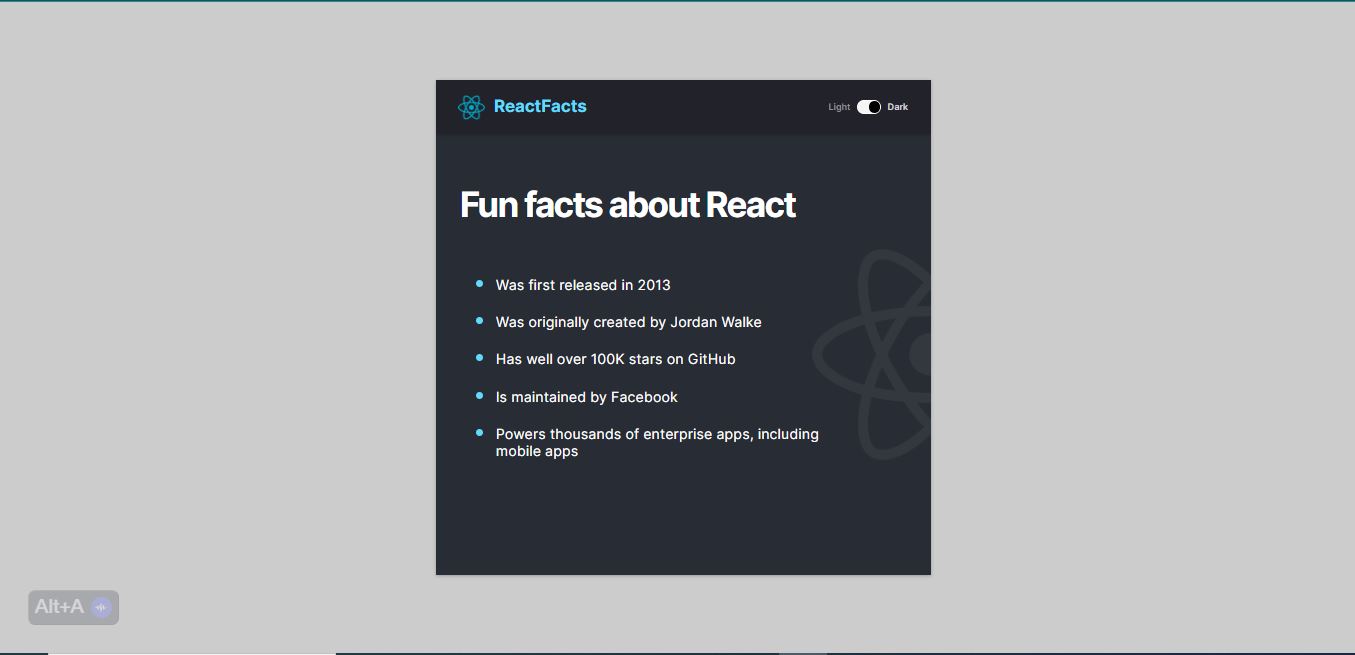 ReactFacts
Light Dark
Fun facts about React
Was first released in 2013
Was originally created by Jordan Walke
Has well over 100K stars on GitHub
Is maintained by Facebook
Powers thousands of enterprise apps, including
mobile apps
Alt+A